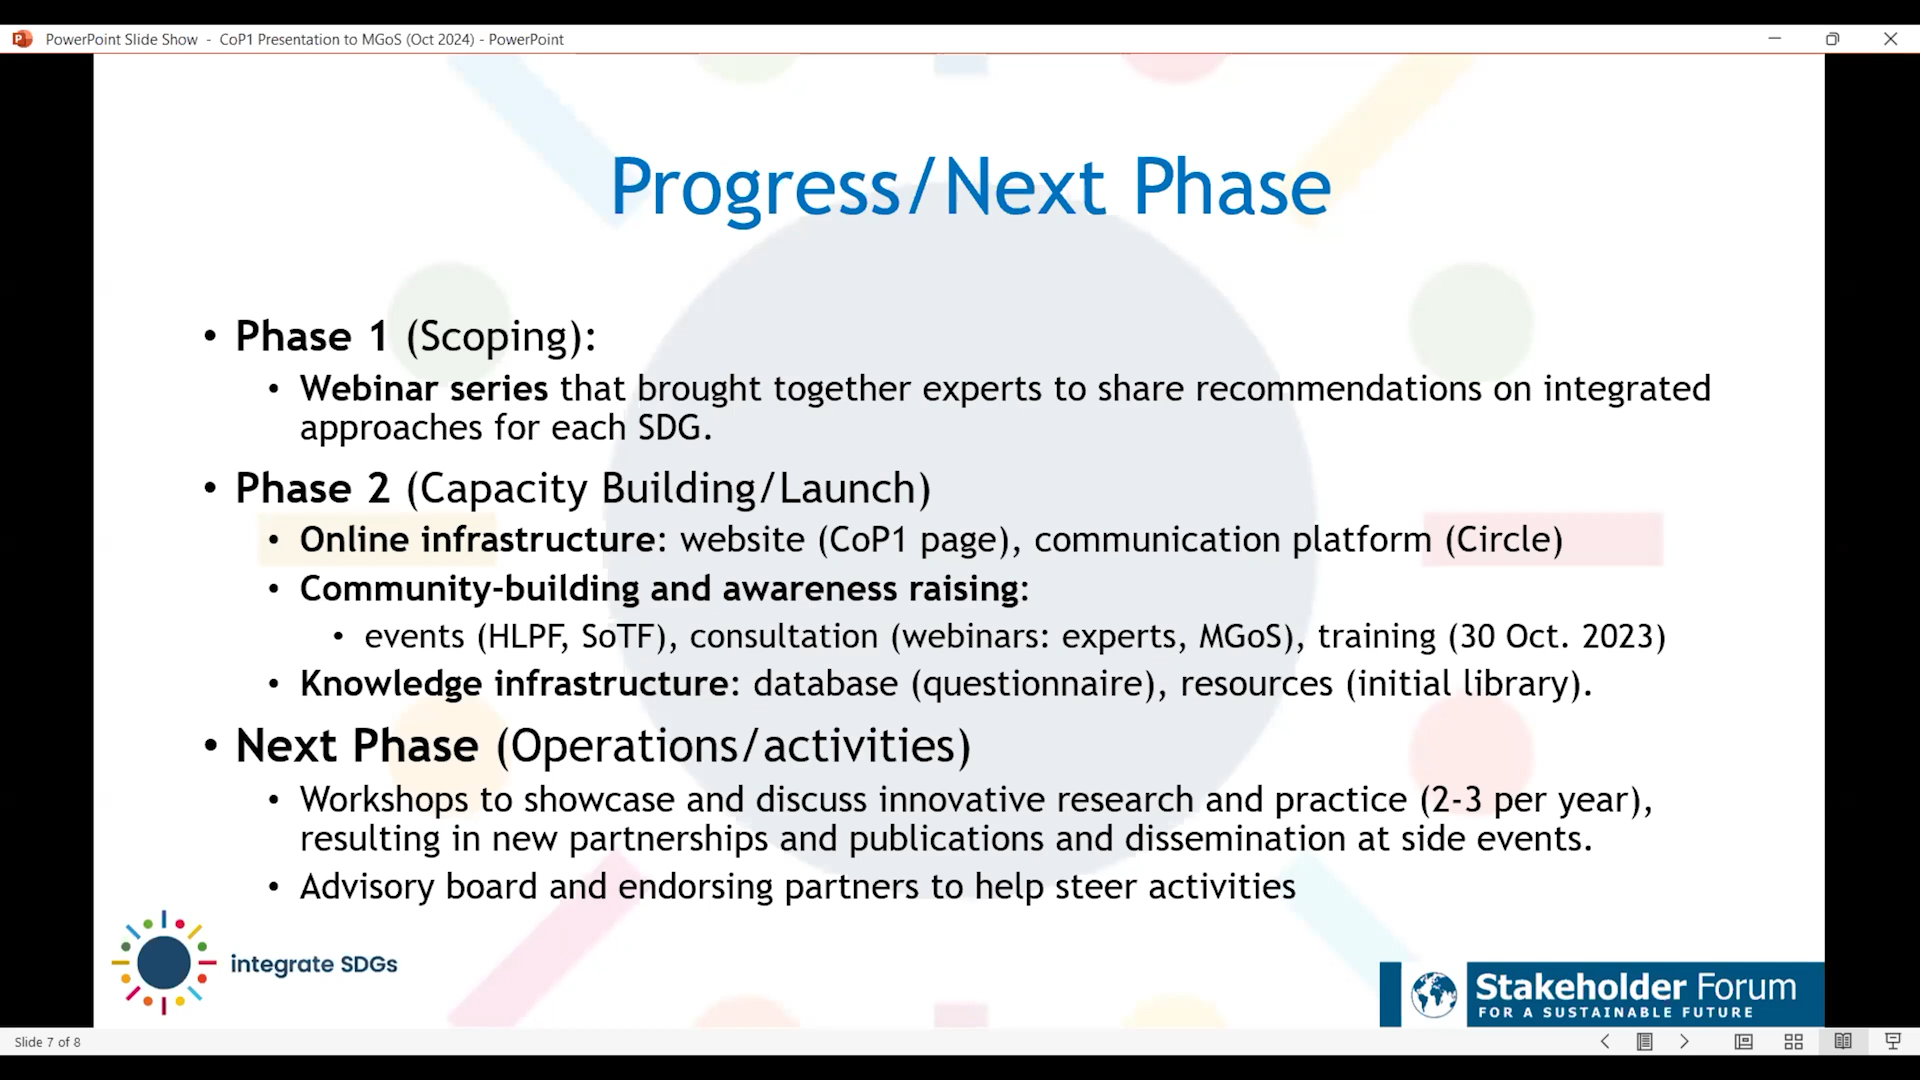 PowerPoint Slide Show - CoP1 Presentation to MGoS (Oct 2024) - PowerPoint
Progress/Next Phase
• Phase 1 (Scoping):
• Webinar series that brought together experts to share recommendations on integrated
approaches for each SDG.
• Phase 2 (Capacity Building/Launch)
• Online infrastructure: website (CoP1 page), communication platform (Circle)
• Community-building and awareness raising:
• events (HLPF, SoTF), consultation (webinars: experts, MGoS), training (30 Oct. 2023)
• Knowledge infrastructure: database (questionnaire), resources (initial library).
• Next Phase (Operations/activities)
• Workshops to showcase and discuss innovative research and practice (2-3 per year),
resulting in new partnerships and publications and dissemination at side events.
• Advisory board and endorsing partners to help steer activities
integrate SDGs
Stakeholder Forum
FOR A SUSTAINABLE FUTURE
Slide 7 of 8